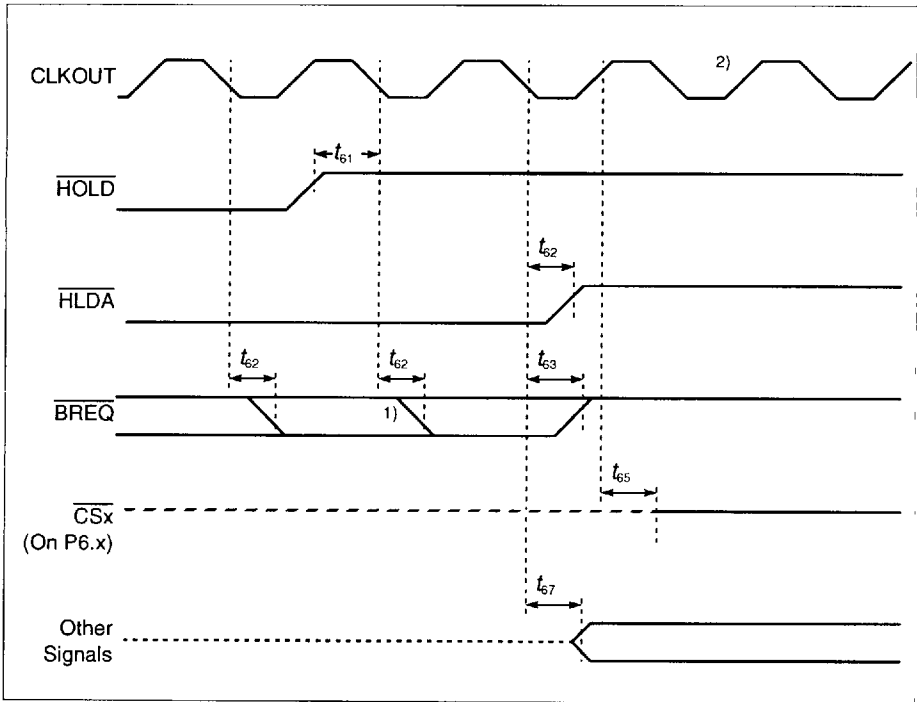 CLKOUT
2)
t61
HOLD
t62
HLDA
t62
t62
t63
BREQ
1)
t65
CSx
(On P6.x)
t67
Other
Signals